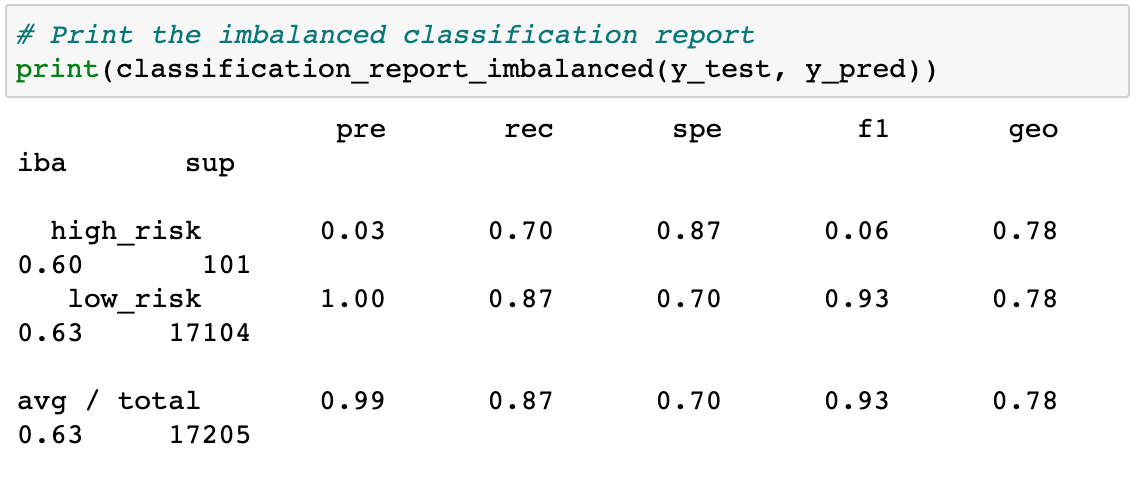 # Print the imbalanced classification report
print(classification_report_imbalanced(y_test, y_pred))
pre rec spe f1 geo
iba sup
high_risk 0.03 0.70 0.87 0.06 0.78
0.60 101
low_risk 1.00 0.87 0.70 0.93 0.78
0.63 17104
avg / total 0.99 0.87 0.70 0.93 0.78
0.63 17205